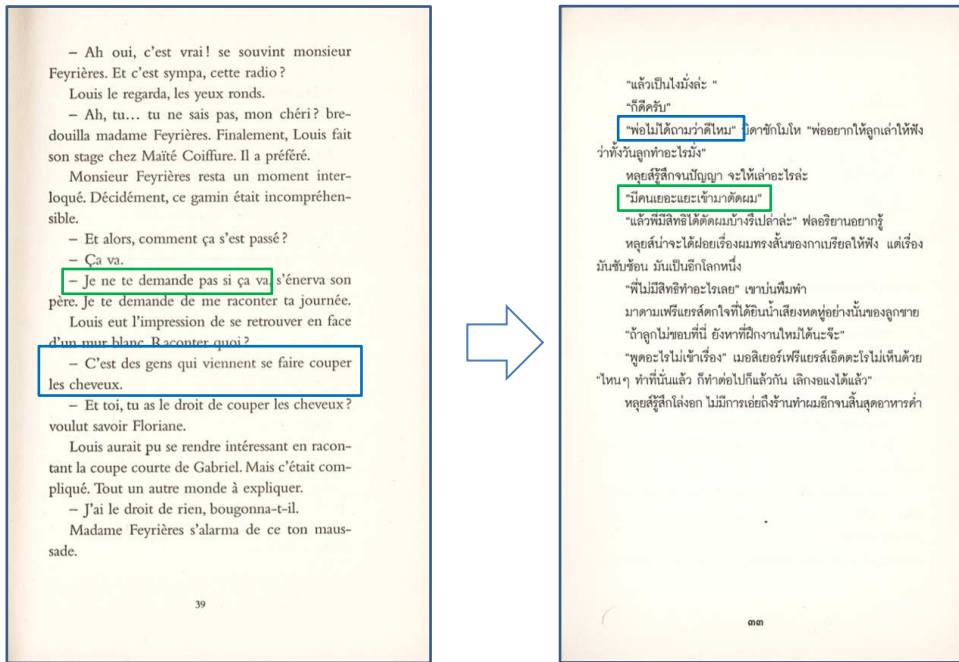 – Ah oui, c'est vrai! se souvint monsieur
Feyrières. Et c'est sympa, cette radio?
Louis le regarda, les yeux ronds.
– Ah, tu... tu ne sais pas, mon chéri? bre-
douilla madame Feyrières. Finalement, Louis fait
son stage chez Maïté Coiffure. Il a préféré.
Monsieur Feyrières resta un moment inter-
loqué. Décidément, ce gamin était incompréhen-
sible.
– Et alors, comment ça s'est passé?
– Ça va.
– Je ne te demande pas si ça va, s'énerva son
père. Je te demande de me raconter ta journée.
Louis eut l'impression de se retrouver en face
d'un mur blanc. Raconter quoi?
– C'est des gens qui viennent se faire couper
les cheveux.
– Et toi, tu as le droit de couper les cheveux?
voulut savoir Floriane.
Louis aurait pu se rendre intéressant en racon-
tant la coupe courte de Gabriel. Mais c'était com-
pliqué. Tout un autre monde à expliquer.
– J'ai le droit de rien, bougonna-t-il.
Madame Feyrières s'alarma de ce ton maus-
sade.
39
"แล้วเป็นไงมั่งล่ะ "
"ก็ดีครับ"
"พ่อไม่ได้ถามว่าดีไหม" บิดาชักโมโห "พ่ออยากให้ลูกเล่าให้ฟัง
ว่าทั้งวันลูกทำอะไรมั่ง"
หลุยส์รู้สึกจนปัญญา จะให้เล่าอะไรล่ะ
"มีคนเยอะแยะเข้ามาตัดผม"
"แล้วพี่มีสิทธิได้ตัดผมบ้างรึเปล่าล่ะ" ฟลอริยานอยากรู้
หลุยส์น่าจะได้ฝอยเรื่องผมทรงสั้นของกาเบรียลให้ฟัง แต่เรื่อง
มันซับซ้อน มันเป็นอีกโลกหนึ่ง
"พี่ไม่มีสิทธิทำอะไรเลย" เขาบ่นพึมพำ
มาดามเฟรีแยรส์ตกใจที่ได้ยินน้ำเสียงหดหู่อย่างนั้นของลูกชาย
"ถ้าลูกไม่ชอบที่นี่ ยังหาที่ฝึกงานใหม่ได้นะจ๊ะ"
"พูดอะไรไม่เข้าเรื่อง" เมอสิเยอร์เฟรีแยรส์เอ็ดตะโรไม่เห็นด้วย
"ไหนๆ ทำที่นั่นแล้ว ก็ทำต่อไปก็แล้วกัน เลิกงอแงได้แล้ว"
หลุยส์รู้สึกโล่งอก ไม่มีการเอ่ยถึงร้านทำผมอีกจนสิ้นสุดอาหารค่ำ
๓๓